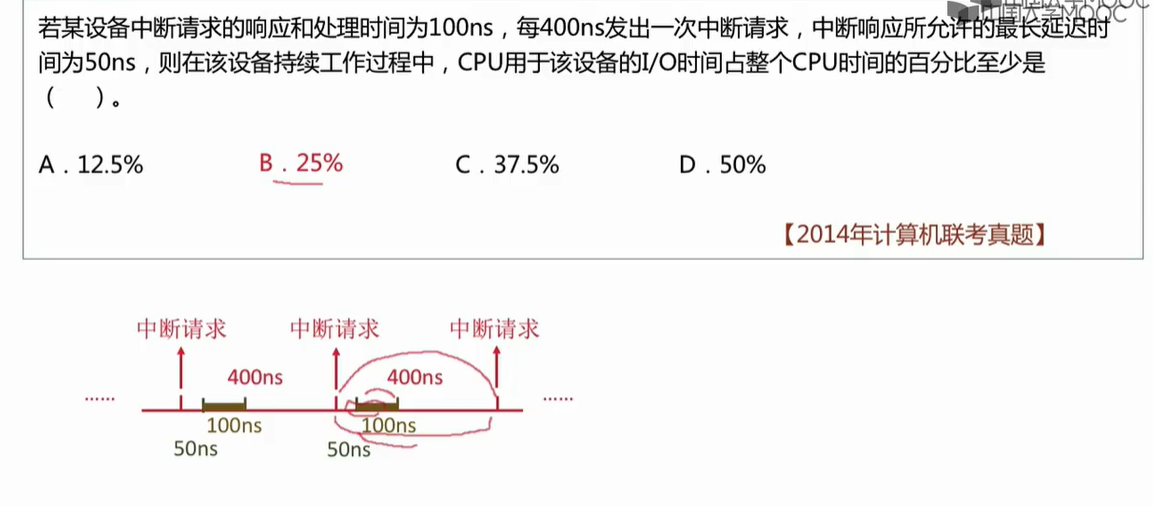 中国大学MOOC
若某设备中断请求的响应和处理时间为100ns，每400ns发出一次中断请求，中断响应所允许的最长延迟时
间为50ns，则在该设备持续工作过程中，CPU用于该设备的I/O时间占整个CPU时间的百分比至少是
（　　）。
A．12.5%　B．25%　C．37.5%　D．50%
【2014年计算机联考真题】
中断请求　中断请求　中断请求
400ns　400ns
……　……
100ns　100ns
50ns　50ns